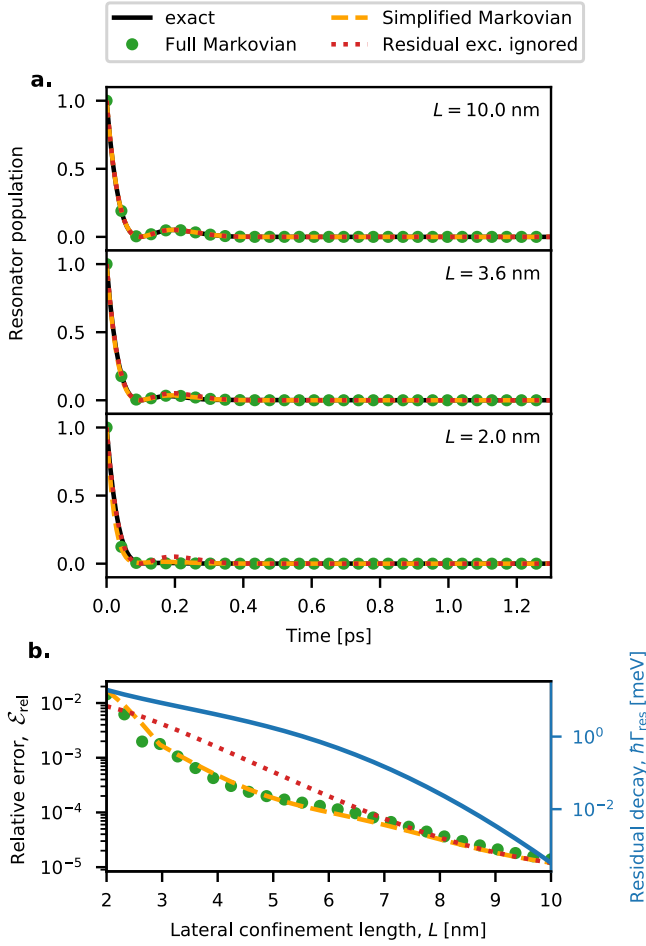 exact
Simplified Markovian
Full Markovian
Residual exc. ignored
a.
Resonator population
1.0
0.5
0.0
L = 10.0 nm
1.0
0.5
0.0
L = 3.6 nm
1.0
0.5
0.0
L = 2.0 nm
0.0 0.2 0.4 0.6 0.8 1.0 1.2
Time [ps]
b.
Relative error, ℰrel
10⁻²
10⁻³
10⁻⁴
10⁻⁵
10⁰
10⁻²
Residual decay, ℏΓres [meV]
2 3 4 5 6 7 8 9 10
Lateral confinement length, L [nm]